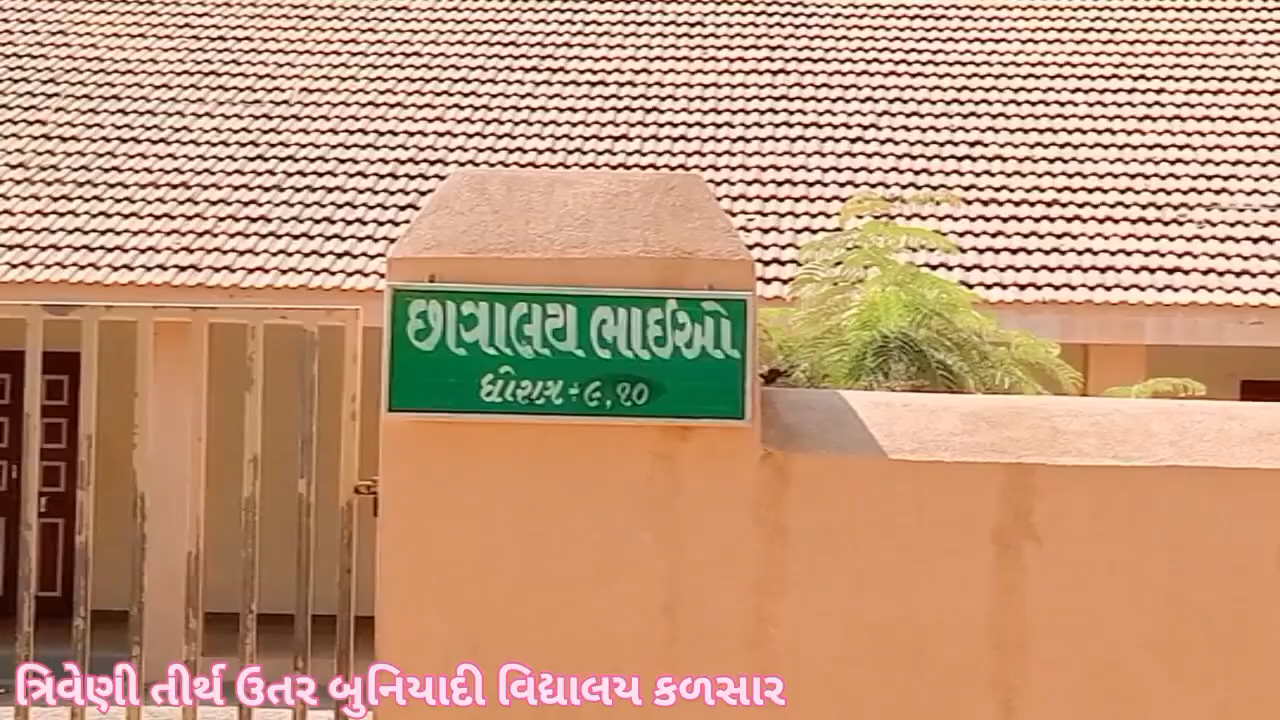 છાત્રાલય ભાઈઓ
ધોરણ ઃ ૯, ૧૦
ત્રિવેણી તીર્થ ઉતર બુનિયાદી વિદ્યાલય કળસાર